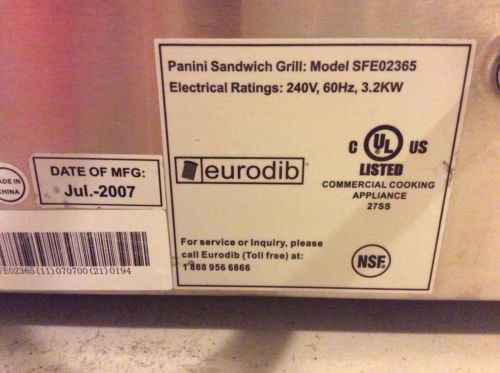 Panini Sandwich Grill: Model SFE02365
Electrical Ratings: 240V, 60Hz, 3.2KW
eurodib
C UL US
LISTED
COMMERCIAL COOKING
APPLIANCE
27SS
For service or Inquiry, please
call Eurodib (Toll free) at:
1 888 956 6866
NSF
MADE IN
CHINA
DATE OF MFG:
Jul.-2007
FE02365(11)070700(21)0194